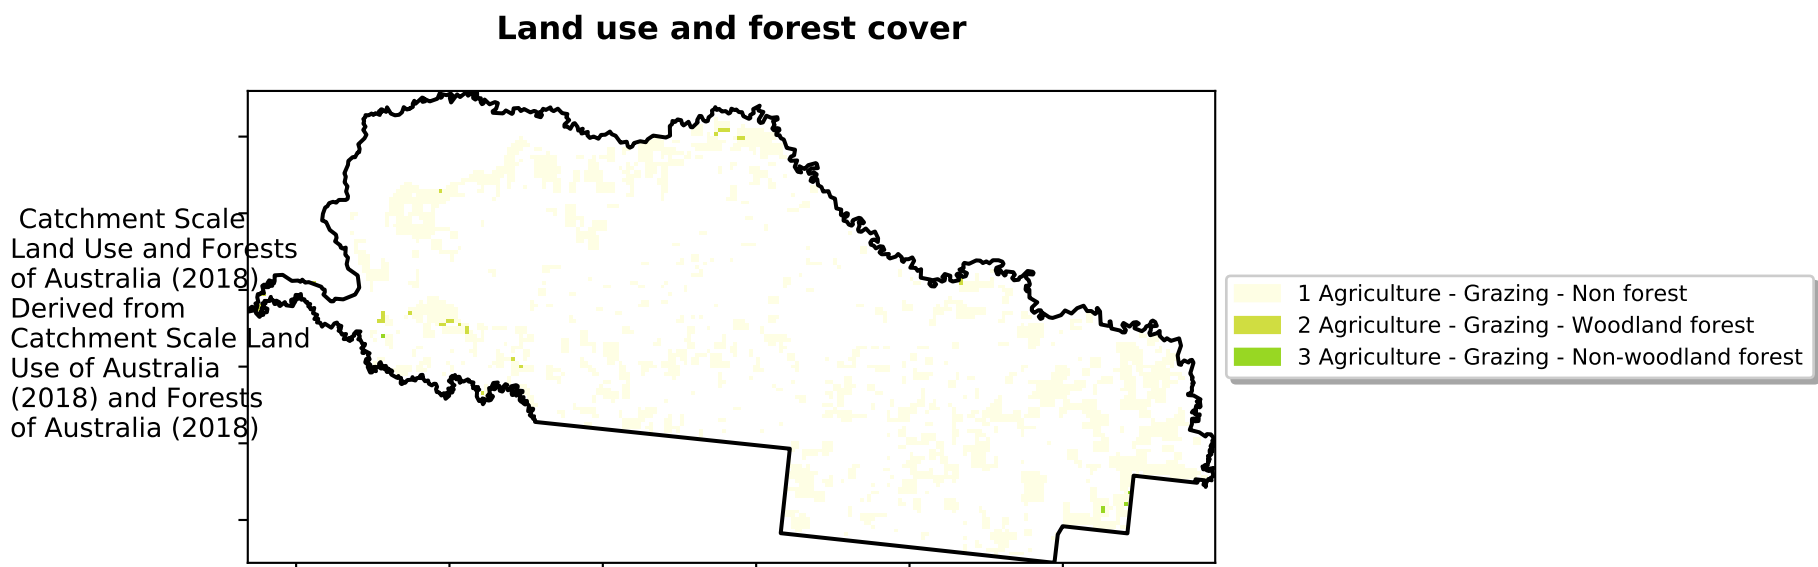 Land use and forest cover
Catchment Scale
Land Use and Forests
of Australia (2018)
Derived from
Catchment Scale Land
Use of Australia
(2018) and Forests
of Australia (2018)
1 Agriculture - Grazing - Non forest
2 Agriculture - Grazing - Woodland forest
3 Agriculture - Grazing - Non-woodland forest